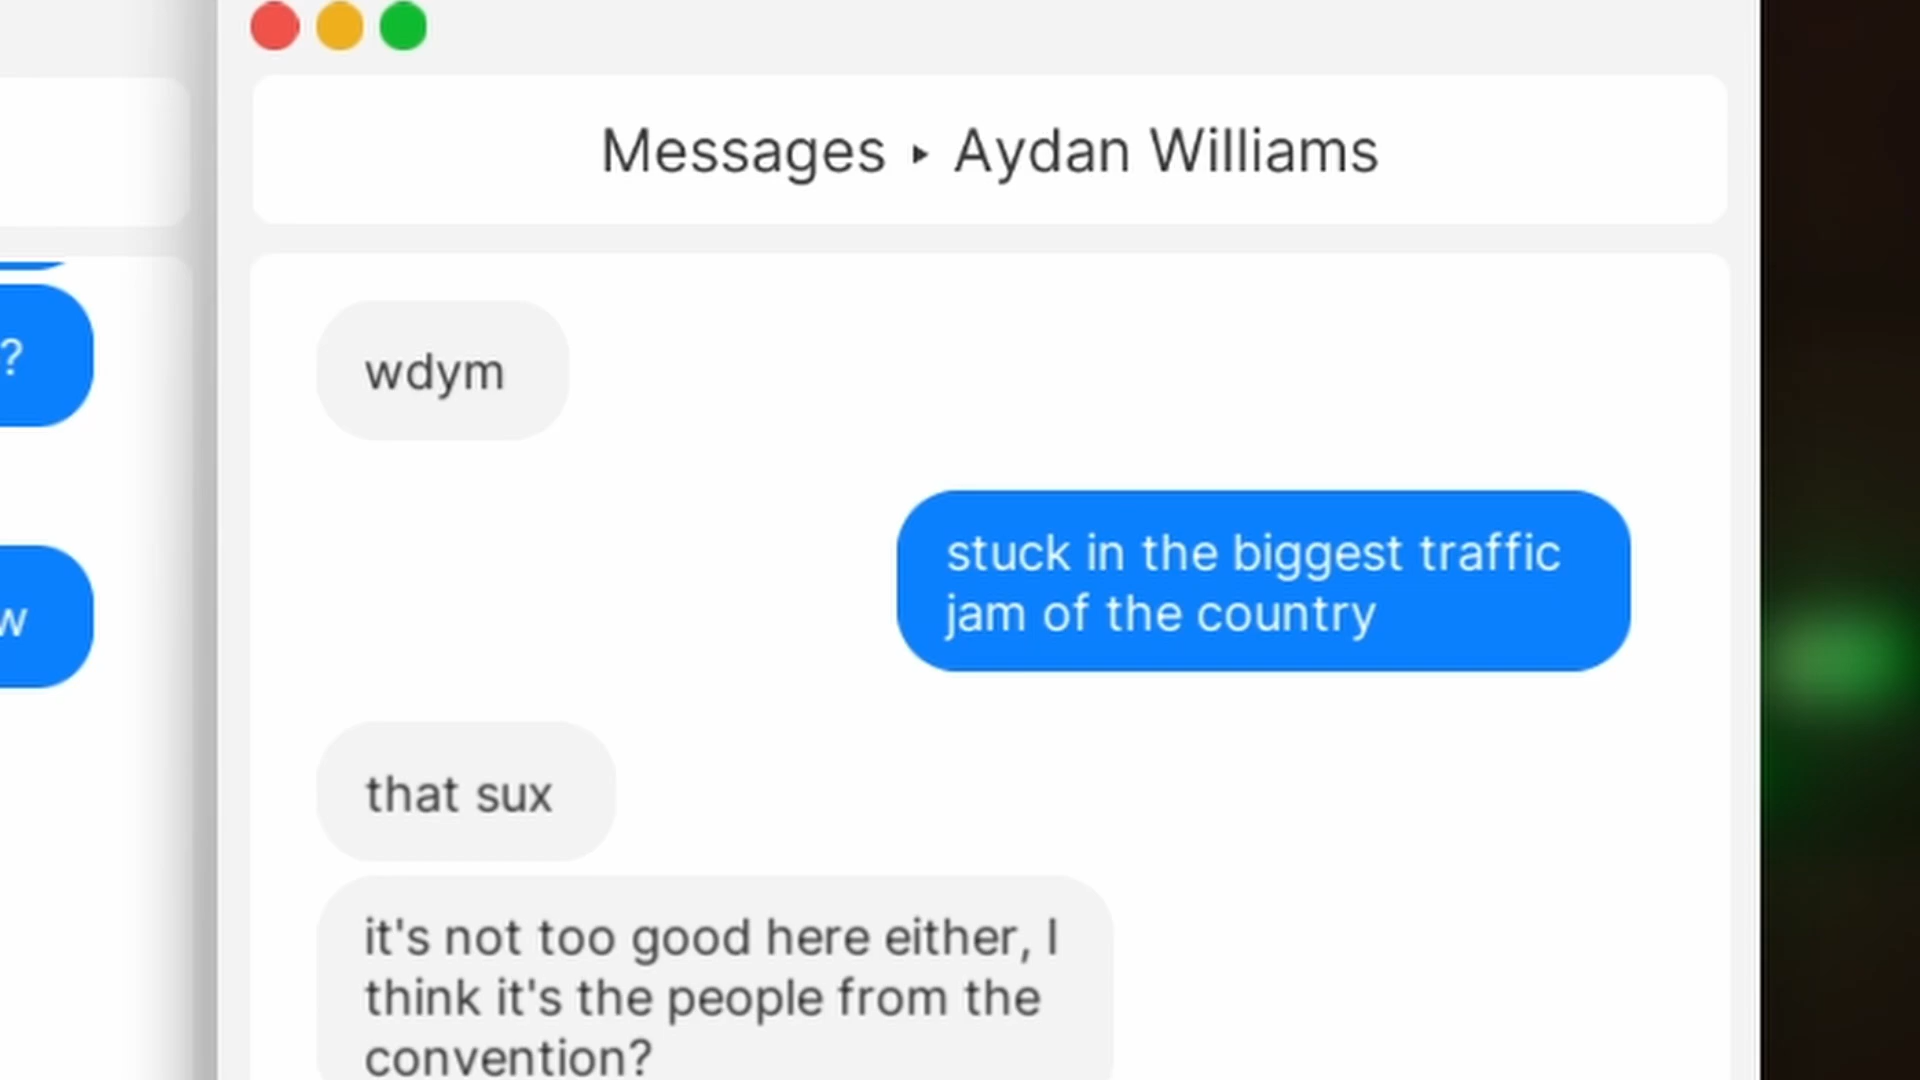 Messages ▸ Aydan Williams
?
w
wdym
stuck in the biggest traffic
jam of the country
that sux
it's not too good here either, I
think it's the people from the
convention?